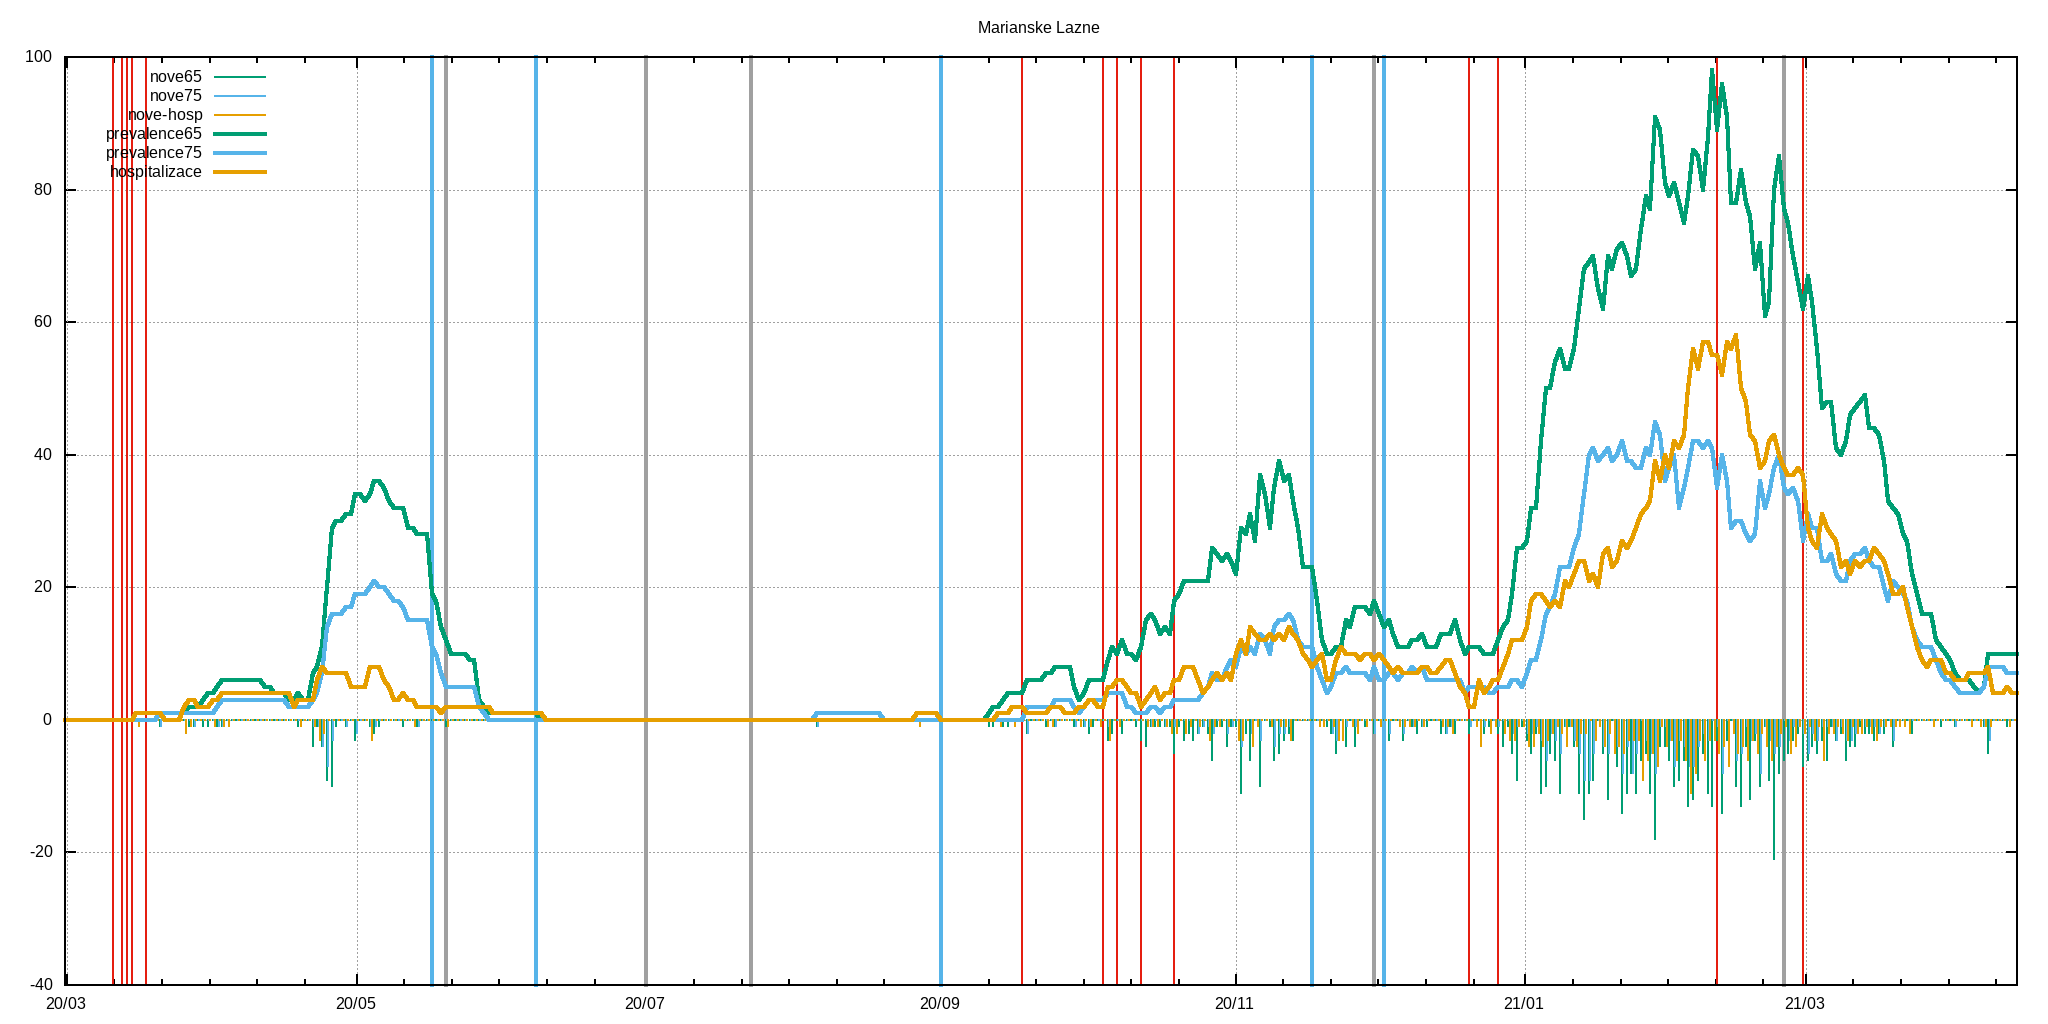 Marianske Lazne
100
nove65
nove75
nove-hosp
prevalence65
prevalence75
hospitalizace
80
60
40
20
0
-20
-40
20/03 20/05 20/07 20/09 20/11 21/01 21/03